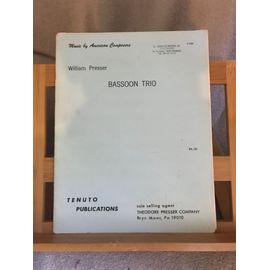 Music by American Composers
William Presser
BASSOON TRIO
TENUTO
PUBLICATIONS
sole selling agent
THEODORE PRESSER COMPANY
Bryn Mawr, Pa 19010